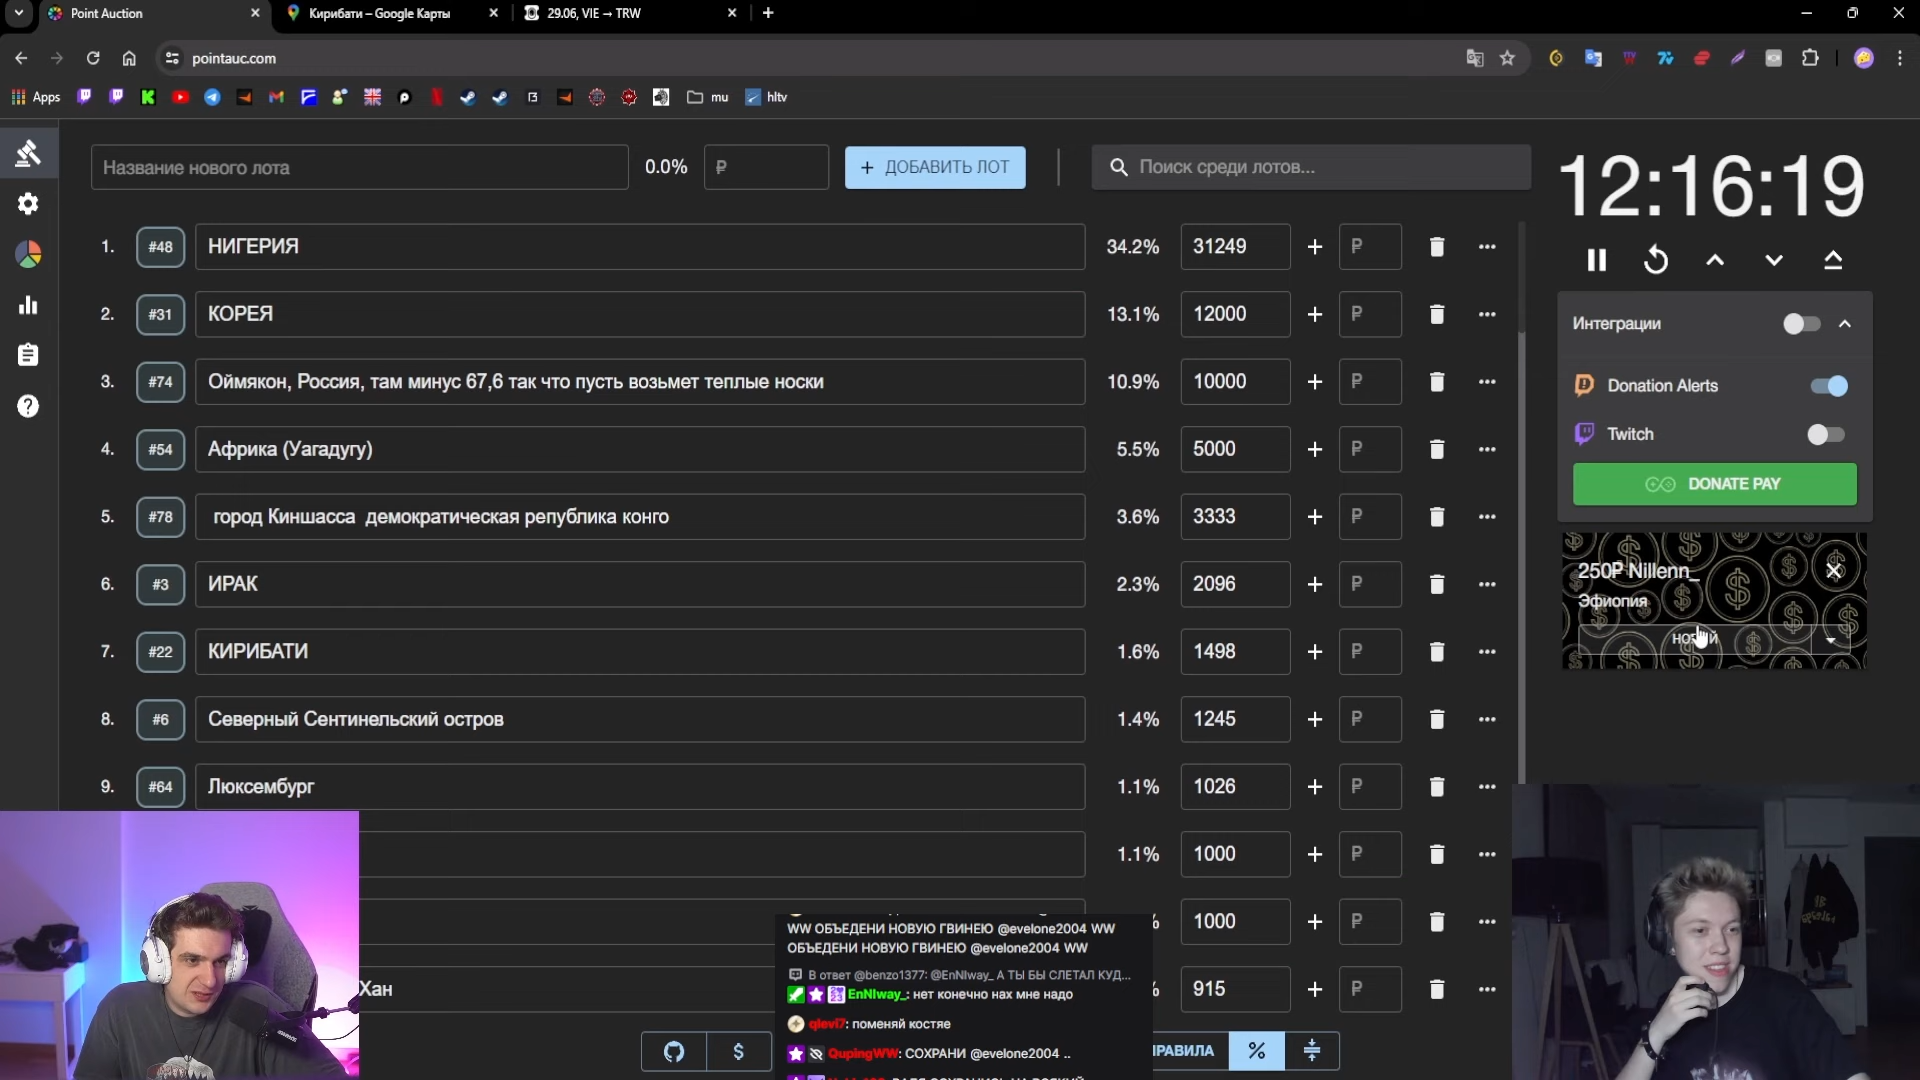 Point Auction
Кирибати – Google Карты
29.06, VIE → TRW
pointauc.com
Apps
mu
hltv
Название нового лота
0.0%
₽
+ ДОБАВИТЬ ЛОТ
Поиск среди лотов...
12:16:19
1. #48 НИГЕРИЯ 34.2% 31249 + ₽
2. #31 КОРЕЯ 13.1% 12000 + ₽
3. #74 Оймякон, Россия, там минус 67,6 так что пусть возьмет теплые носки 10.9% 10000 + ₽
4. #54 Африка (Уагадугу) 5.5% 5000 + ₽
5. #78 город Киншасса демократическая република конго 3.6% 3333 + ₽
6. #3 ИРАК 2.3% 2096 + ₽
7. #22 КИРИБАТИ 1.6% 1498 + ₽
8. #6 Северный Сентинельский остров 1.4% 1245 + ₽
9. #64 Люксембург 1.1% 1026 + ₽
1.1% 1000 + ₽
% 1000 + ₽
Хан % 915 + ₽
Интеграции
Donation Alerts
Twitch
DONATE PAY
250₽ Nillenn_
Эфиопия
WW ОБЪЕДЕНИ НОВУЮ ГВИНЕЮ @evelone2004 WW
ОБЪЕДЕНИ НОВУЮ ГВИНЕЮ @evelone2004 WW
В ответ @benzo1377: @EnNIway_ А ТЫ БЫ СЛЕТАЛ КУД...
EnNIway_: нет конечно нах мне надо
qlevi7: поменяй костяе
QupingWW: СОХРАНИ @evelone2004 ..
$
ПРАВИЛА
%